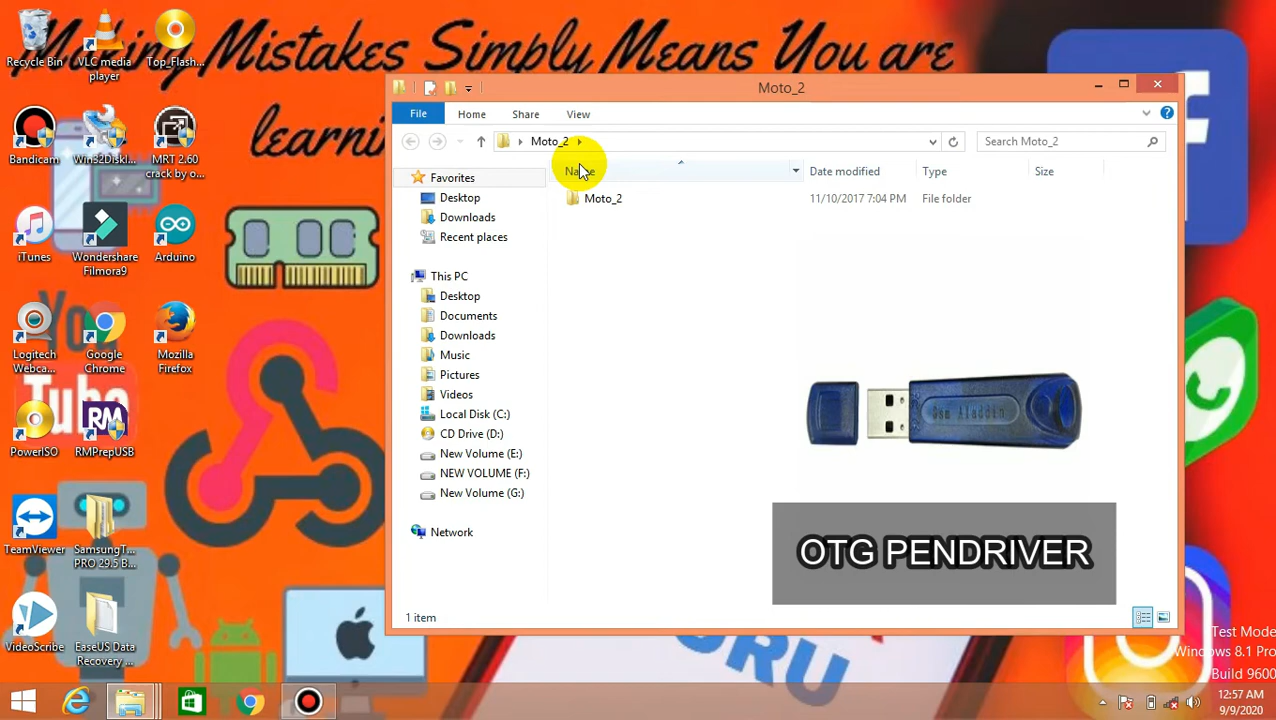 Making Mistakes Simply Means You are
learnin
Recycle Bin
VLC media
player
Top_Flash...
Bandicam
Win32DiskI...
MRT 2.60
crack by o...
iTunes
Wondershare
Filmora9
Arduino
Logitech
Webca...
Google
Chrome
Mozilla
Firefox
You
Tube
PowerISO
RM
RMPrepUSB
TeamViewer
SamsungT...
PRO 29.5 B...
VideoScribe
EaseUS Data
Recovery ...
Moto_2
File
Home
Share
View
Moto_2
Search Moto_2
Name
Date modified
Type
Size
Moto_2
11/10/2017 7:04 PM
File folder
Favorites
Desktop
Downloads
Recent places
This PC
Desktop
Documents
Downloads
Music
Pictures
Videos
Local Disk (C:)
CD Drive (D:)
New Volume (E:)
NEW VOLUME (F:)
New Volume (G:)
Network
1 item
OTG PENDRIVER
GURU
Test Mode
Windows 8.1 Pro
Build 9600
12:57 AM
9/9/2020